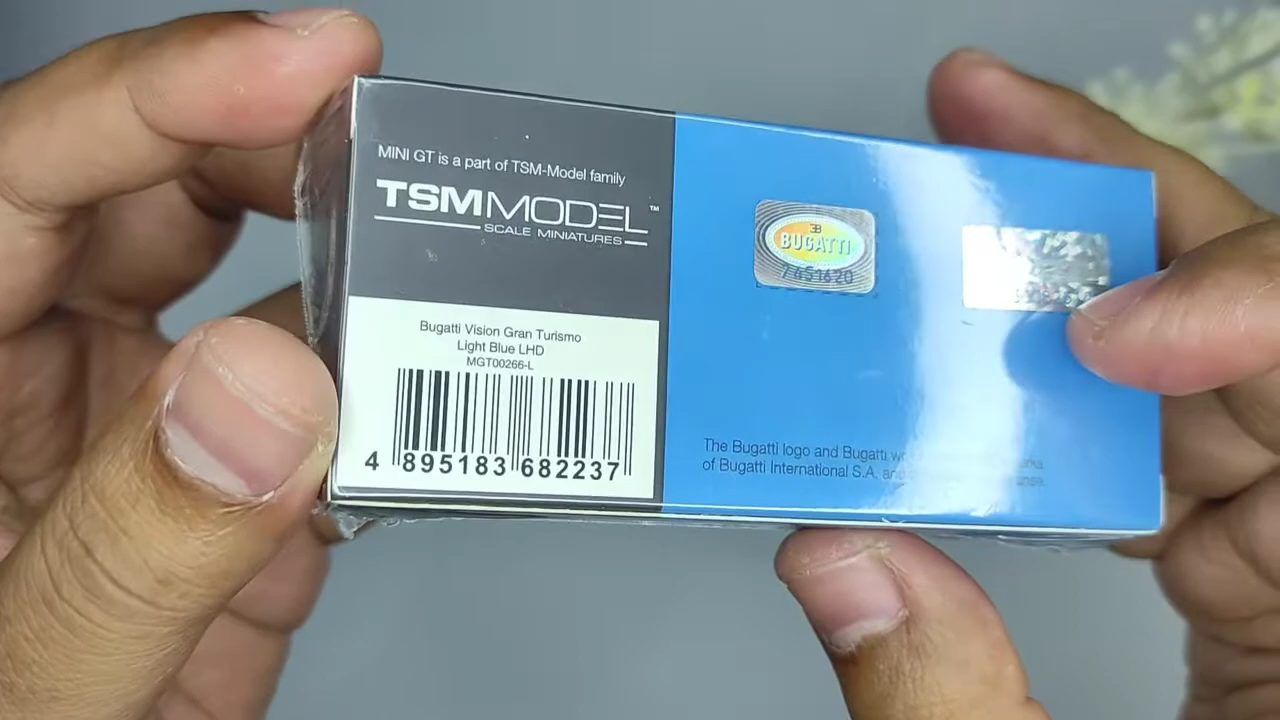 MINI GT is a part of TSM-Model family
TSMMODEL™
SCALE MINIATURES
Bugatti Vision Gran Turismo
Light Blue LHD
MGT00266-L
4 895183 682237
EB
BUGATTI
The Bugatti logo and Bugatti
of Bugatti International S.A.